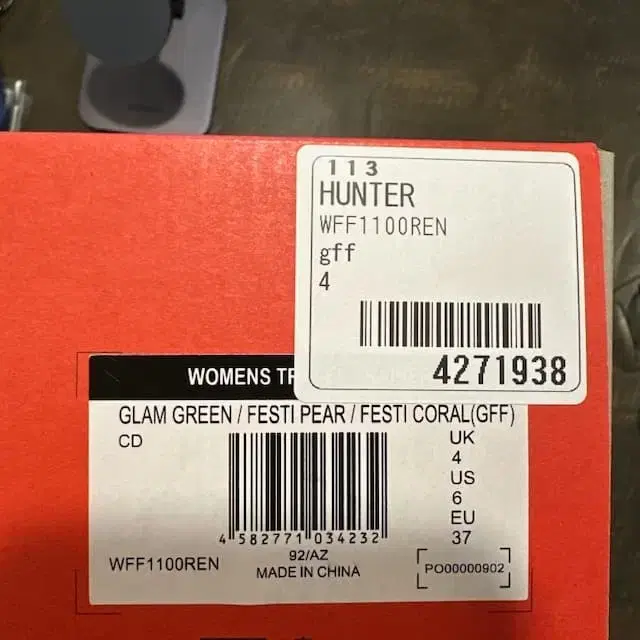 113
HUNTER
WFF1100REN
gff
4
4271938
WOMENS
GLAM GREEN / FESTI PEAR / FESTI CORAL(GFF)
CD
UK
4
US
6
EU
37
4 582771 034232
92/AZ
WFF1100REN
MADE IN CHINA
PO00000902